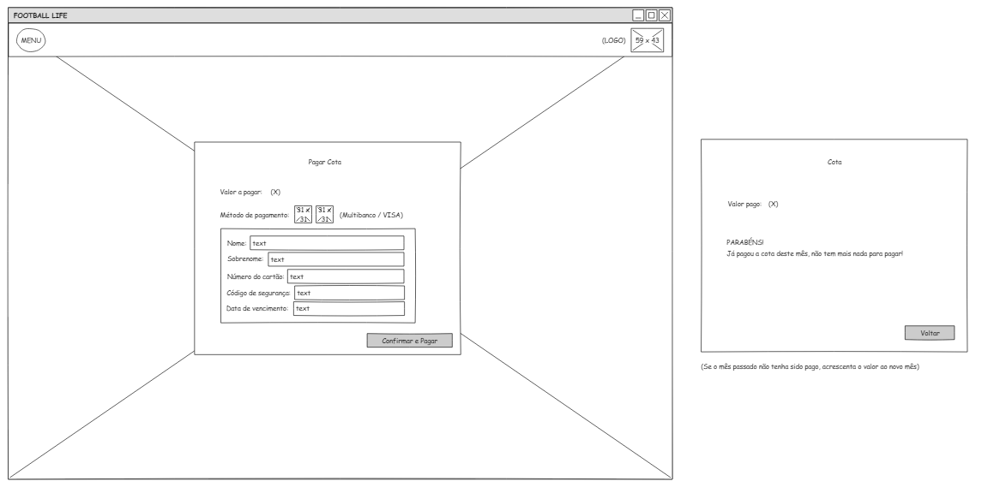 FOOTBALL LIFE
MENU
(LOGO) 59 x 43
Pagar Cota
Valor a pagar: (X)
Método de pagamento: 31 x 31 31 x 31 (Multibanco / VISA)
Nome: text
Sobrenome: text
Número do cartão: text
Código de segurança: text
Data de vencimento: text
Confirmar e Pagar
Cota
Valor pago: (X)
PARABÉNS!
Já pagou a cota deste mês, não tem mais nada para pagar!
Voltar
(Se o mês passado não tenha sido pago, acrescenta o valor ao novo mês)